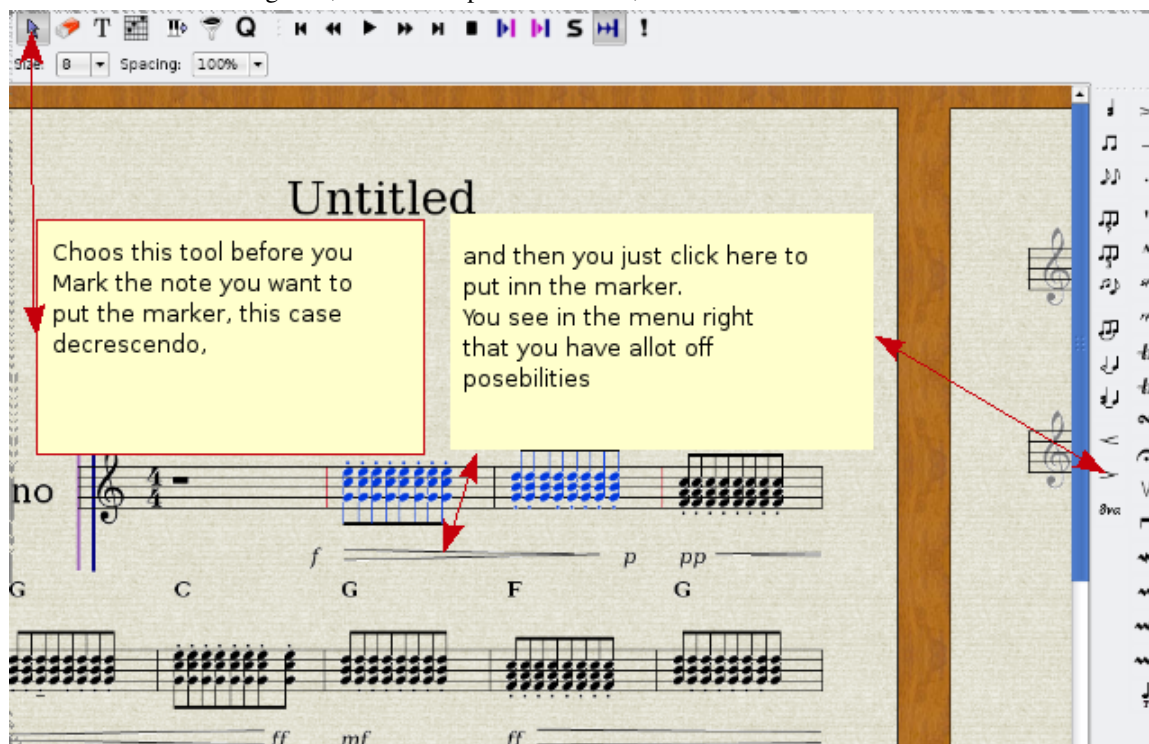 T Q S !
Size: 8 Spacing: 100%
Untitled
Choos this tool before you
Mark the note you want to
put the marker, this case
decrescendo,
and then you just click here to
put inn the marker.
You see in the menu right
that you have allot off
posebilities
no
f p pp
8va
G C G F G
ff mf ff